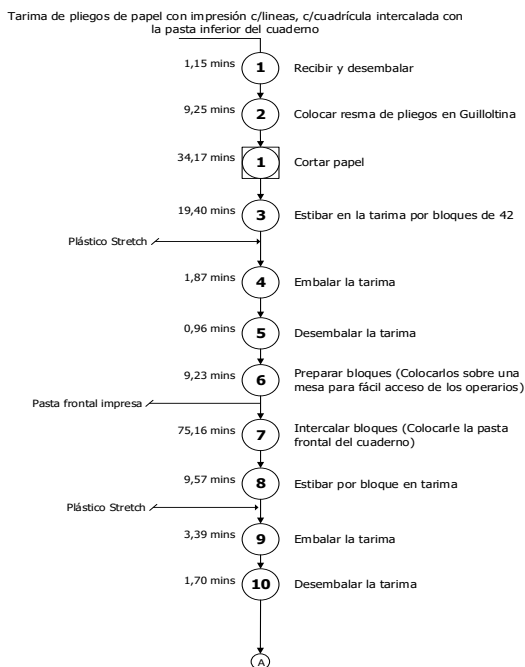 Tarima de pliegos de papel con impresión c/lineas, c/cuadrícula intercalada con
la pasta inferior del cuaderno
1,15 mins 1 Recibir y desembalar
9,25 mins 2 Colocar resma de pliegos en Guilloltina
34,17 mins 1 Cortar papel
19,40 mins 3 Estibar en la tarima por bloques de 42
Plástico Stretch
1,87 mins 4 Embalar la tarima
0,96 mins 5 Desembalar la tarima
9,23 mins 6 Preparar bloques (Colocarlos sobre una
mesa para fácil acceso de los operarios)
Pasta frontal impresa
75,16 mins 7 Intercalar bloques (Colocarle la pasta
frontal del cuaderno)
9,57 mins 8 Estibar por bloque en tarima
Plástico Stretch
3,39 mins 9 Embalar la tarima
1,70 mins 10 Desembalar la tarima
A